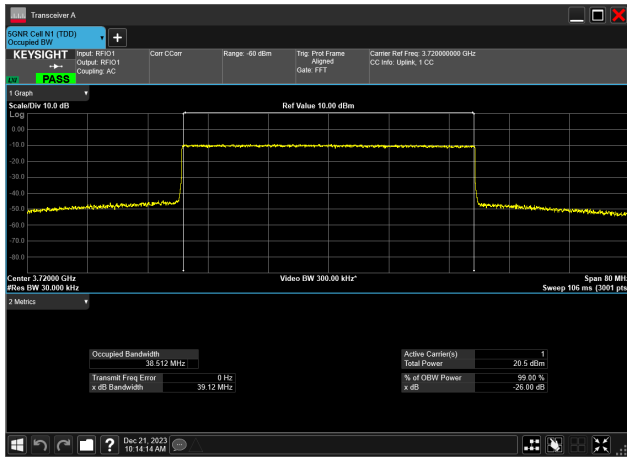 Transceiver A
5GNR Cell N1 (TDD)
Occupied BW
KEYSIGHT
Input: RFIO1
Output: RFIO1
Coupling: AC
Corr CCorr
Range: -60 dBm
Trig: Prot Frame
Aligned
Gate: FFT
Carrier Ref Freq: 3.720000000 GHz
CC Info: Uplink, 1 CC
PASS
1 Graph
Scale/Div 10.0 dB
Ref Value 10.00 dBm
Log
0.00
-10.0
-20.0
-30.0
-40.0
-50.0
-60.0
-70.0
-80.0
Center 3.72000 GHz
Video BW 300.00 kHz*
Span 80 MHz
#Res BW 30.000 kHz
Sweep 106 ms (3001 pts)
2 Metrics
Occupied Bandwidth
38.512 MHz
Transmit Freq Error 0 Hz
x dB Bandwidth 39.12 MHz
Active Carrier(s) 1
Total Power 20.5 dBm
% of OBW Power 99.00 %
x dB -26.00 dB
Dec 21, 2023
10:14:14 AM